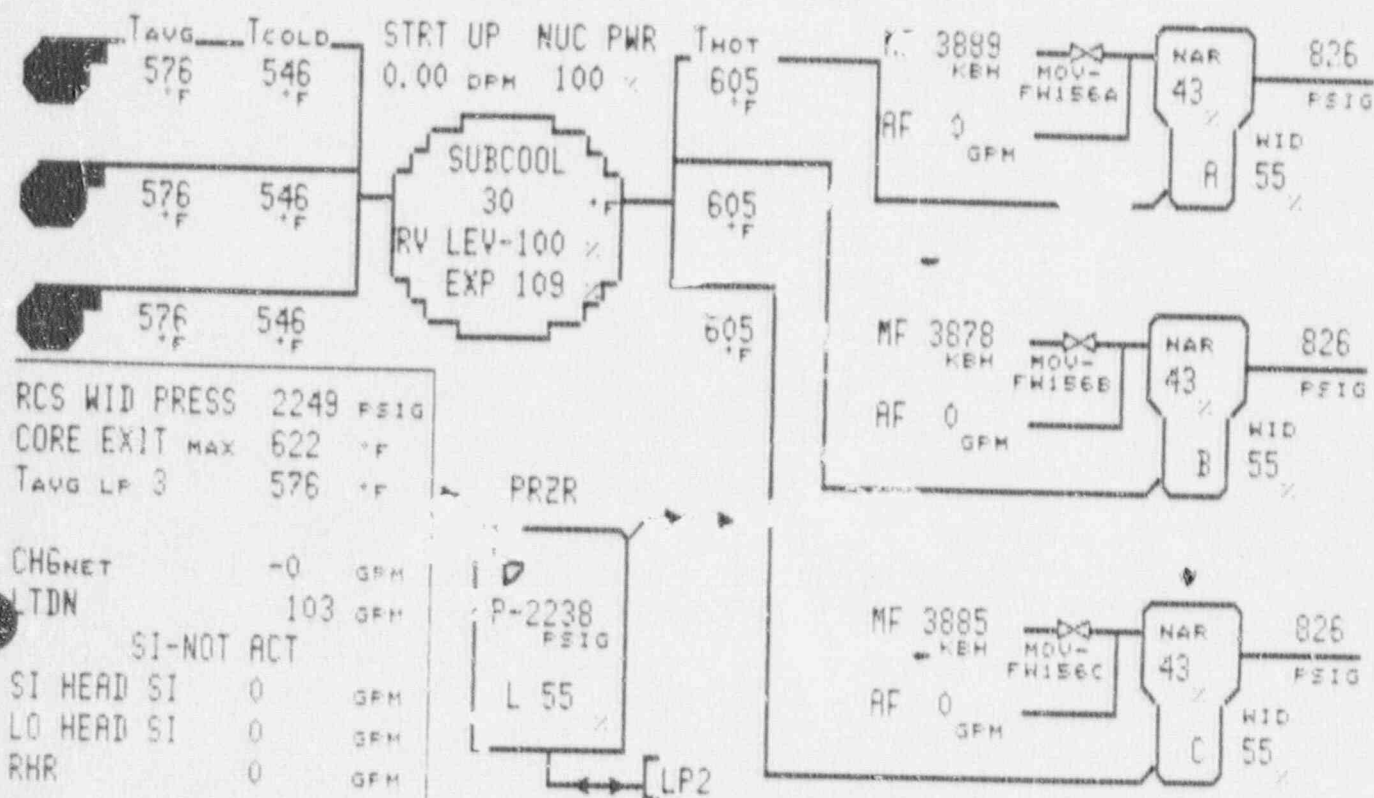 TAVG TCOLD STRT UP NUC PWR THOT
576 °F 546 °F 0.00 DPM 100 % 605 °F
3889 KBH MOV-FW156A NAR 43 % 826 PSIG
AF 0 GPM
WID 55 %
A
SUBCOOL
30 °F
RV LEV-100 %
EXP 109 %
576 °F 546 °F 605 °F
576 °F 546 °F 605 °F
MF 3878 KBH MOV-FW156B NAR 43 % 826 PSIG
AF 0 GPM
WID 55 %
B
RCS WID PRESS 2249 PSIG
CORE EXIT MAX 622 °F
TAVG LP 3 576 °F
CHGNET -0 GPM
LTDN 103 GPM
SI-NOT ACT
SI HEAD SI 0 GPM
LO HEAD SI 0 GPM
RHR 0 GPM
PRZR
P-2238 PSIG
L 55 %
LP2
MF 3885 KBH MOV-FW156C NAR 43 % 826 PSIG
AF 0 GPM
WID 55 %
C